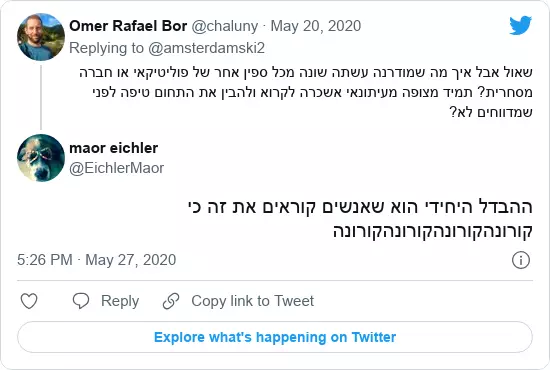 Omer Rafael Bor @chaluny · May 20, 2020
Replying to @amsterdamski2
שאול אבל איך מה שמודרנה עשתה שונה מכל ספין אחר של פוליטיקאי או חברה
מסחרית? תמיד מצופה מעיתונאי אשכרה לקרוא ולהבין את התחום טיפה לפני
שמדווחים לא?
maor eichler
@EichlerMaor
ההבדל היחידי הוא שאנשים קוראים את זה כי
קורונהקורונהקורונהקורונה
5:26 PM · May 27, 2020
Reply
Copy link to Tweet
Explore what's happening on Twitter